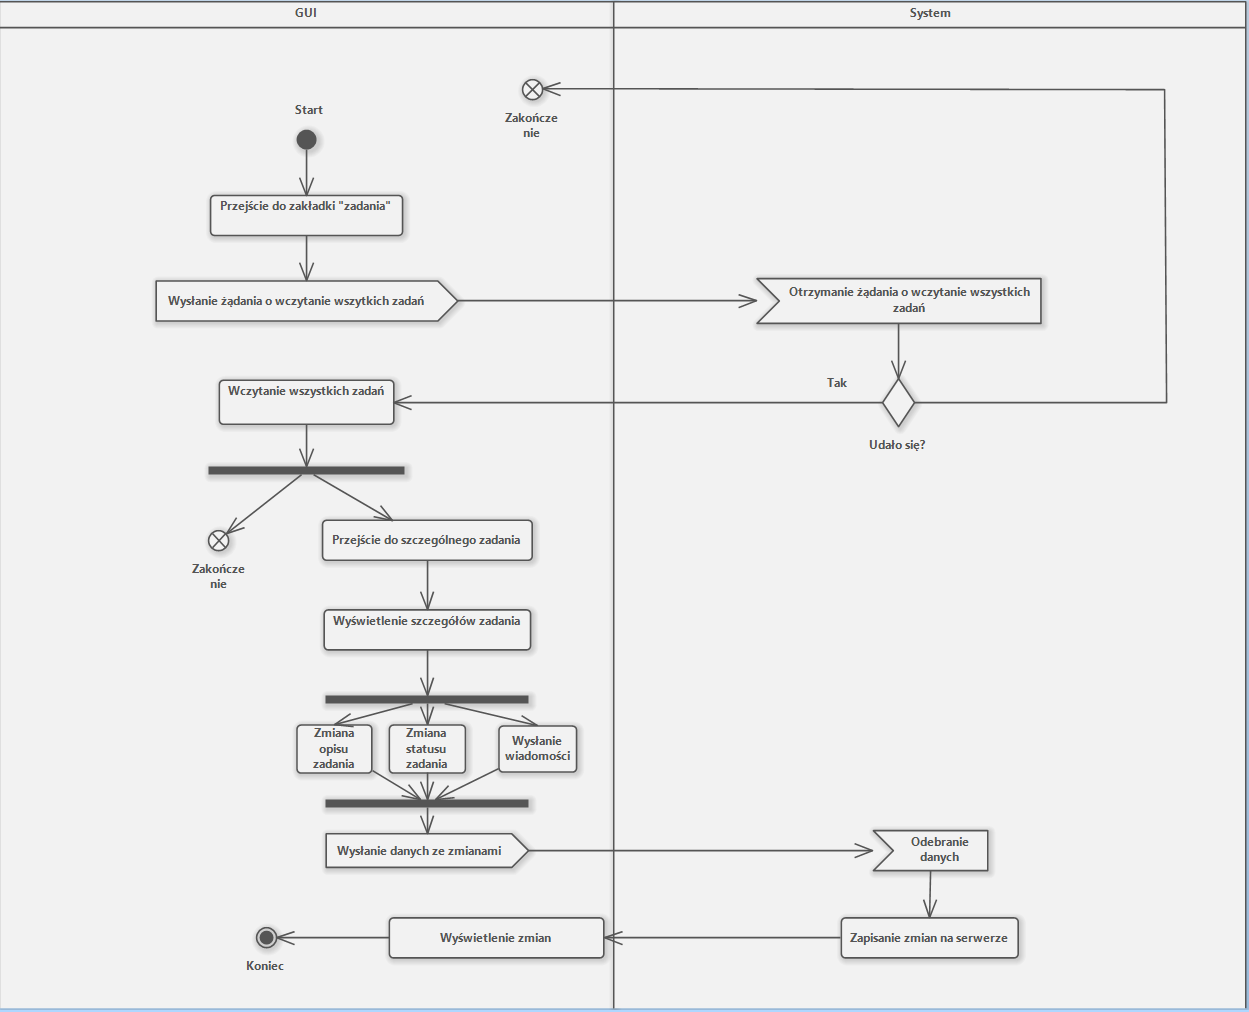 GUI
System
Zakończe
nie
Start
Przejście do zakładki "zadania"
Wysłanie żądania o wczytanie wszytkich zadań
Otrzymanie żądania o wczytanie wszystkich
zadań
Wczytanie wszystkich zadań
Tak
Udało się?
Zakończe
nie
Przejście do szczególnego zadania
Wyświetlenie szczegółów zadania
Zmiana
opisu
zadania
Zmiana
statusu
zadania
Wysłanie
wiadomości
Wysłanie danych ze zmianami
Odebranie
danych
Koniec
Wyświetlenie zmian
Zapisanie zmian na serwerze